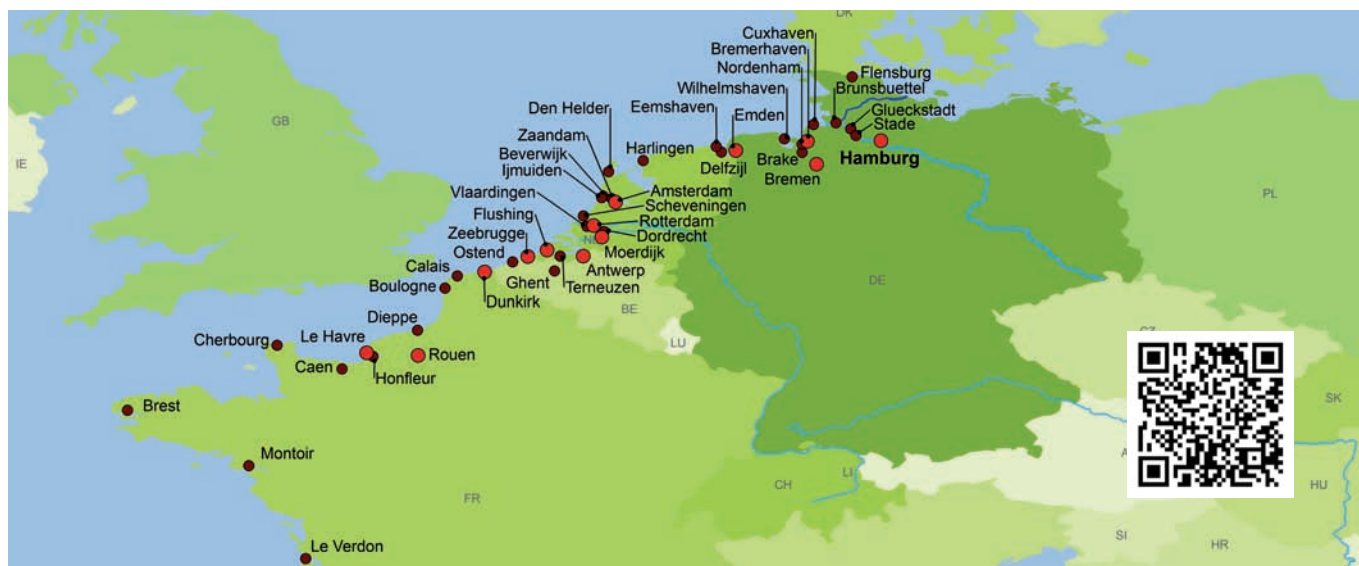 DK
Cuxhaven
Bremerhaven
Nordenham
Wilhelmshaven
Flensburg
Brunsbuettel
Glueckstadt
Stade
Hamburg
Eemshaven
Emden
Den Helder
Zaandam
Beverwijk
Ijmuiden
Harlingen
Delfzijl
Brake
Bremen
GB
IE
Vlaardingen
Flushing
Zeebrugge
Ostend
Amsterdam
Scheveningen
Rotterdam
Dordrecht
Moerdijk
Antwerp
Terneuzen
Ghent
Calais
Boulogne
Dunkirk
PL
DE
BE
LU
CZ
Dieppe
Le Havre
Cherbourg
Rouen
Caen
Honfleur
Brest
Montoir
SK
FR
CH
LI
A
HU
SI
HR
Le Verdon